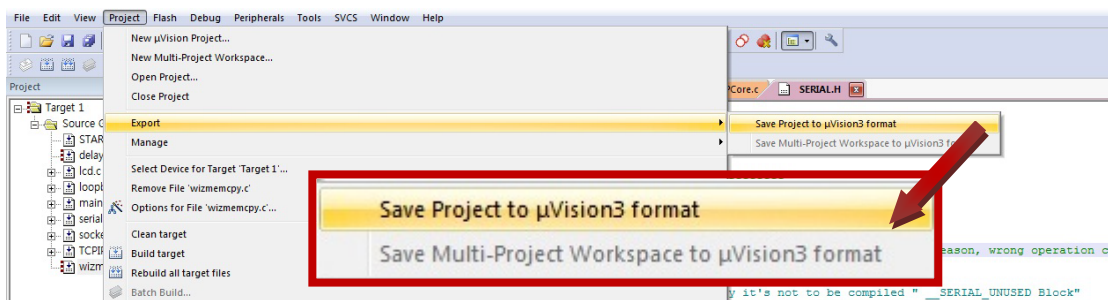 File Edit View Project Flash Debug Peripherals Tools SVCS Window Help
New µVision Project...
New Multi-Project Workspace...
Open Project...
Close Project
Project
Core.c SERIAL.H
Target 1
Source
Export
Save Project to µVision3 format
STAR
Manage
Save Multi-Project Workspace to µVision3
delay
lcd.c
Select Device for Target 'Target 1'...
loopb
Remove File 'wizmemcpy.c'
main
Options for File 'wizmemcpy.c'...
serial
Save Project to µVision3 format
Save Multi-Project Workspace to µVision3 format
socke
Clean target
TCPIP
Build target
eason, wrong operation c
wizm
Rebuild all target files
Batch Build...
y it's not to be compiled " __SERIAL_UNUSED Block"